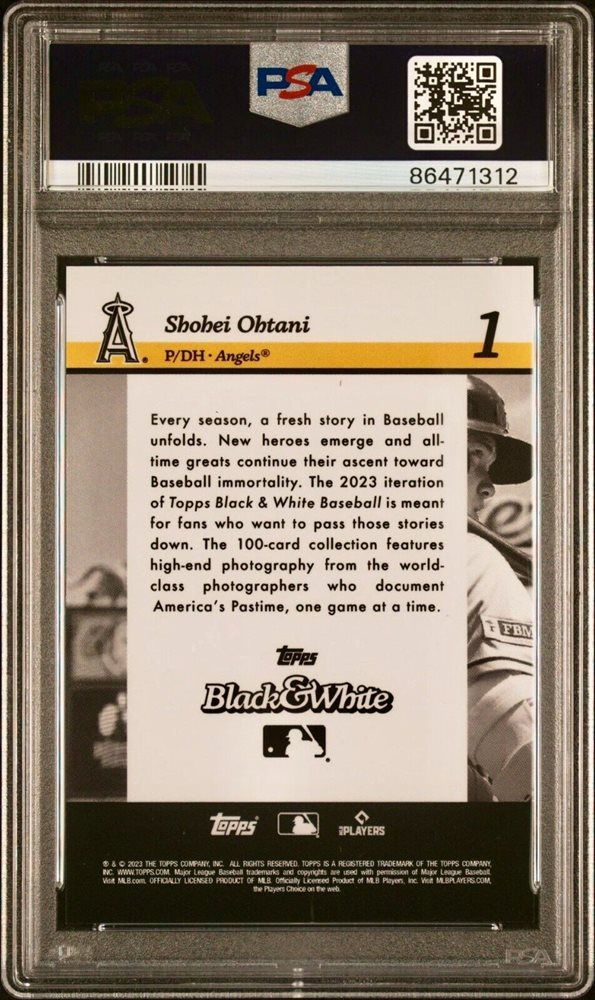 PSA
86471312
A
Shohei Ohtani
1
P/DH · Angels®
Every season, a fresh story in Baseball
unfolds. New heroes emerge and all-
time greats continue their ascent toward
Baseball immortality. The 2023 iteration
of Topps Black & White Baseball is meant
for fans who want to pass those stories
down. The 100-card collection features
high-end photography from the world-
class photographers who document
America's Pastime, one game at a time.
FBM
topps
Black&White
topps® PLAYERS
® & © 2023 THE TOPPS COMPANY, INC. ALL RIGHTS RESERVED. TOPPS IS A REGISTERED TRADEMARK OF THE TOPPS COMPANY,
INC. WWW.TOPPS.COM. Major League Baseball trademarks and copyrights are used with permission of Major League Baseball.
Visit MLB.com. OFFICIALLY LICENSED PRODUCT OF MLB. Officially Licensed Product of MLB Players, Inc. Visit MLBPLAYERS.COM,
the Players Choice on the web.
PSA